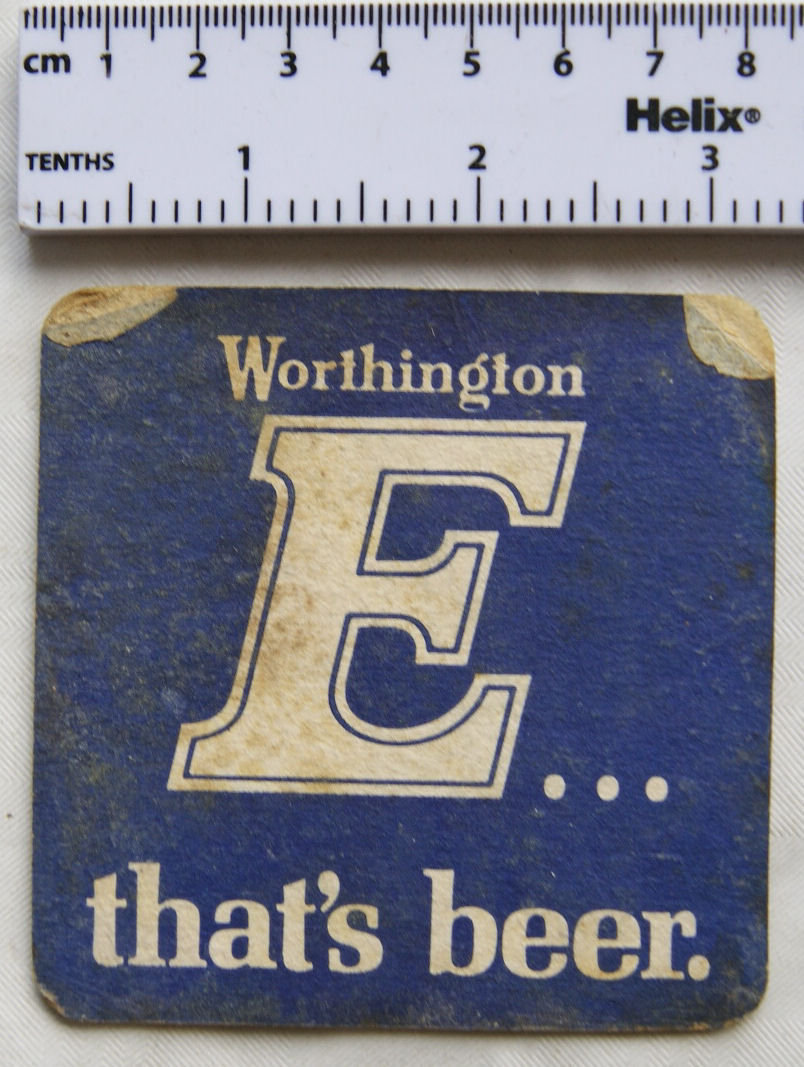 cm 1 2 3 4 5 6 7 8
Helix®
TENTHS 1 2 3
Worthington
E...
that's beer.